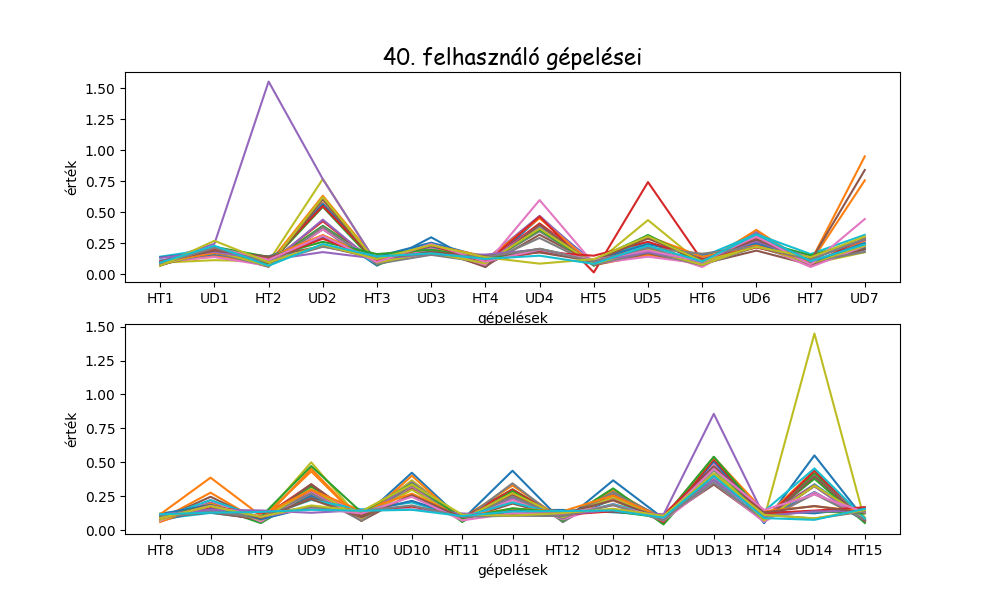 40. felhasználó gépelései
1.50
1.25
1.00
0.75
0.50
0.25
0.00
érték
HT1 UD1 HT2 UD2 HT3 UD3 HT4 UD4 HT5 UD5 HT6 UD6 HT7 UD7
gépelések
1.50
1.25
1.00
0.75
0.50
0.25
0.00
érték
HT8 UD8 HT9 UD9 HT10 UD10 HT11 UD11 HT12 UD12 HT13 UD13 HT14 UD14 HT15
gépelések